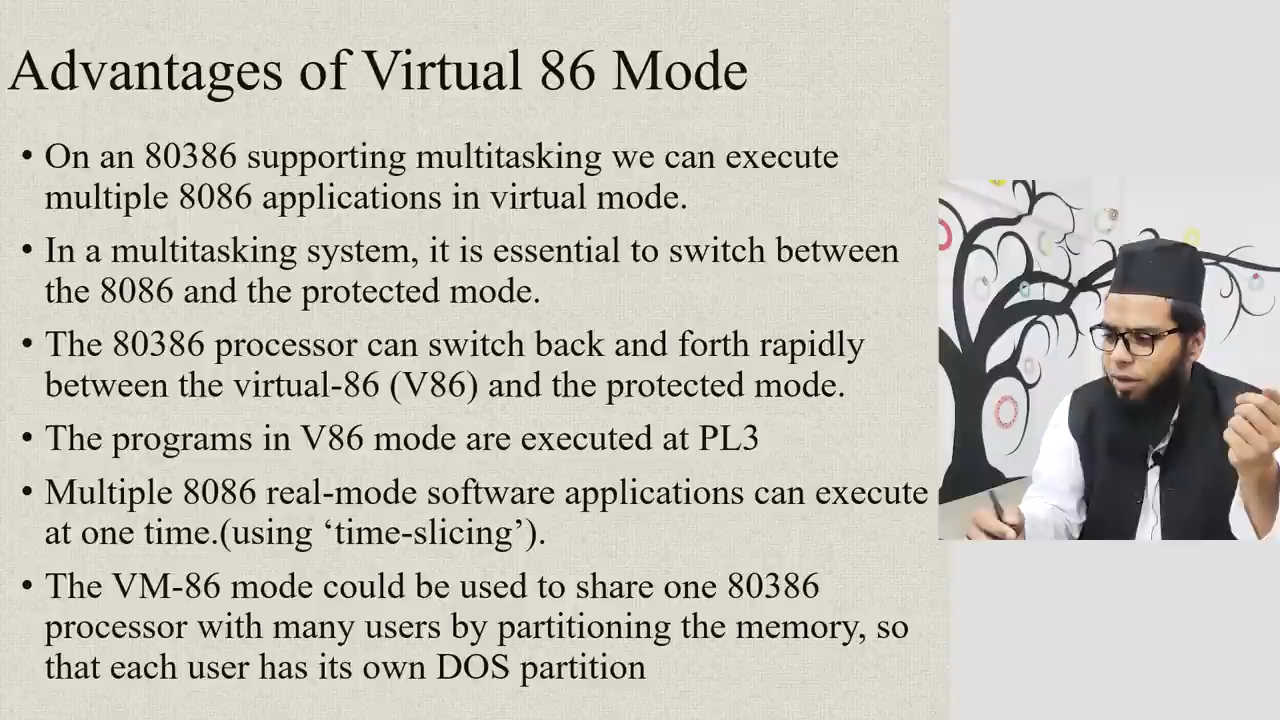 Advantages of Virtual 86 Mode
• On an 80386 supporting multitasking we can execute
multiple 8086 applications in virtual mode.
• In a multitasking system, it is essential to switch between
the 8086 and the protected mode.
• The 80386 processor can switch back and forth rapidly
between the virtual-86 (V86) and the protected mode.
• The programs in V86 mode are executed at PL3
• Multiple 8086 real-mode software applications can execute
at one time.(using ‘time-slicing’).
• The VM-86 mode could be used to share one 80386
processor with many users by partitioning the memory, so
that each user has its own DOS partition